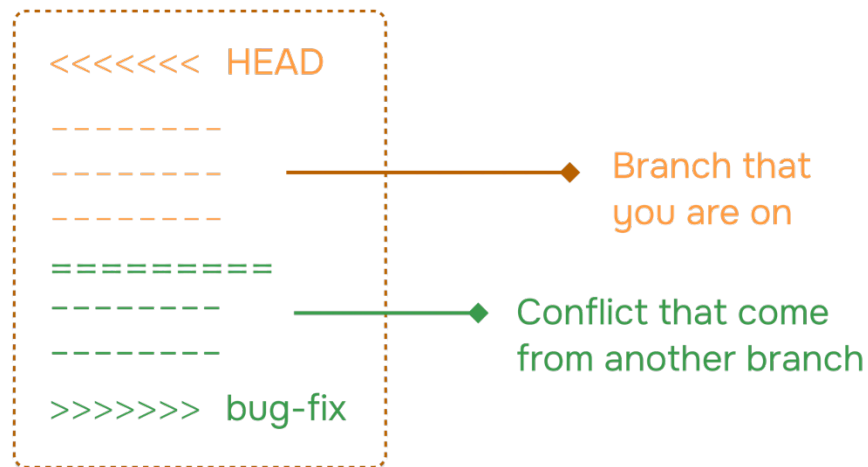 <<<<<<< HEAD
--------
--------
--------
=========
--------
--------
>>>>>>> bug-fix
Branch that
you are on
Conflict that come
from another branch